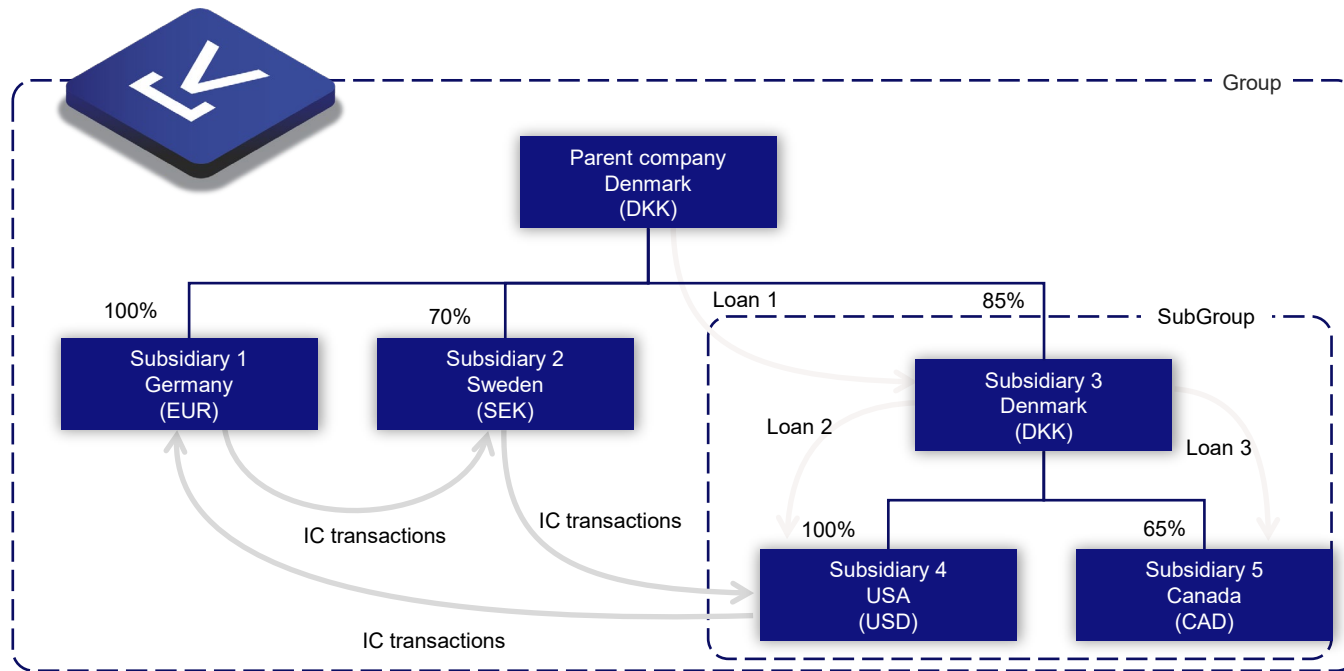 Group
Parent company
Denmark
(DKK)
Loan 1
100%
70%
85%
SubGroup
Subsidiary 1
Germany
(EUR)
Subsidiary 2
Sweden
(SEK)
Subsidiary 3
Denmark
(DKK)
Loan 2
Loan 3
IC transactions
IC transactions
100%
65%
Subsidiary 4
USA
(USD)
Subsidiary 5
Canada
(CAD)
IC transactions